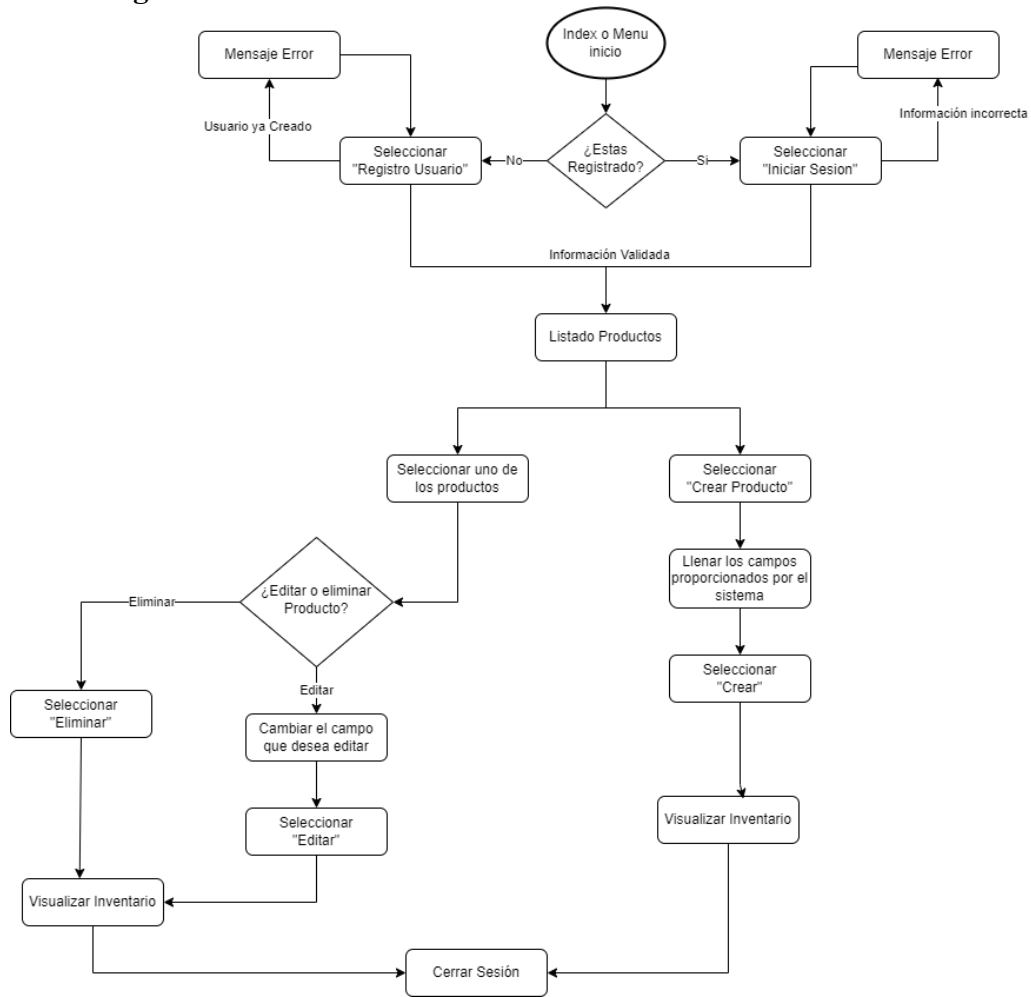 Index o Menu
inicio
Mensaje Error
Mensaje Error
Usuario ya Creado
Información incorrecta
Seleccionar
"Registro Usuario"
No
¿Estas
Registrado?
Si
Seleccionar
"Iniciar Sesion"
Información Validada
Listado Productos
Seleccionar uno de
los productos
Seleccionar
"Crear Producto"
Llenar los campos
proporcionados por el
sistema
¿Editar o eliminar
Producto?
Eliminar
Editar
Seleccionar
"Crear"
Seleccionar
"Eliminar"
Cambiar el campo
que desea editar
Seleccionar
"Editar"
Visualizar Inventario
Visualizar Inventario
Cerrar Sesión